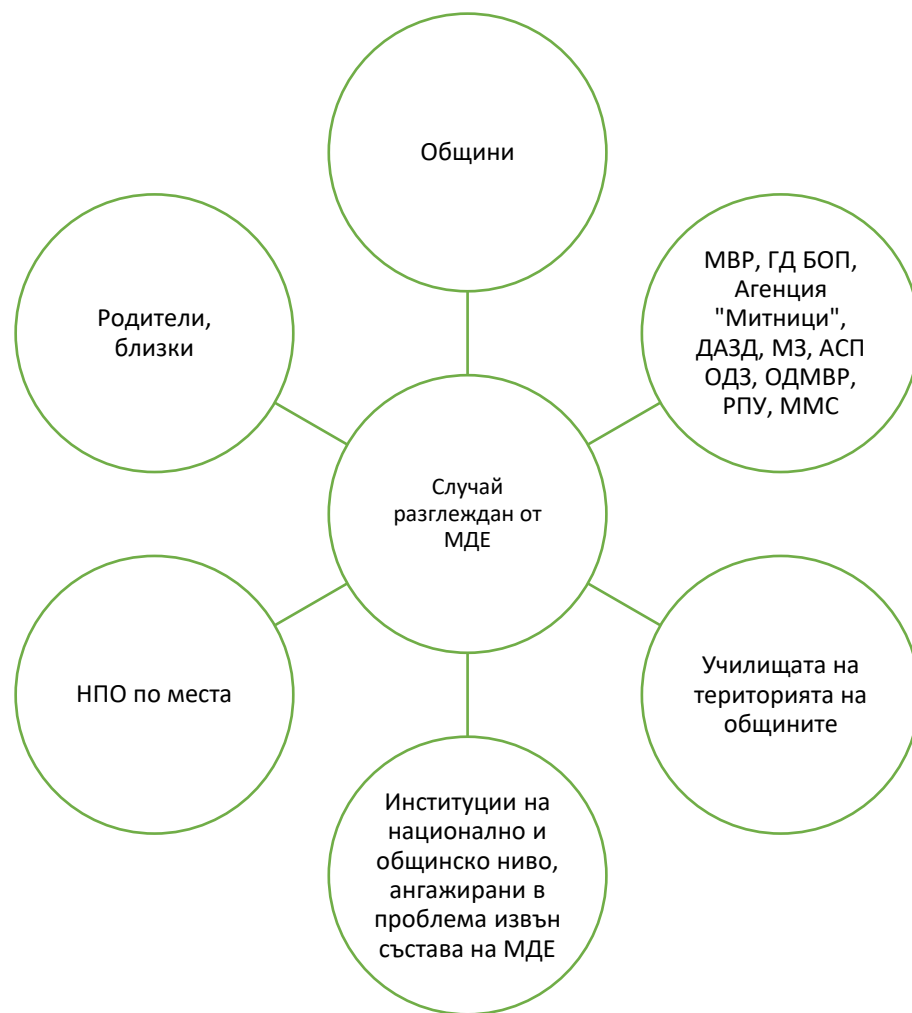 Общини
МВР, ГД БОП,
Агенция
"Митници",
ДАЗД, МЗ, АСП
ОДЗ, ОДМВР,
РПУ, ММС
Родители,
близки
Случай
разглеждан от
МДЕ
НПО по места
Училищата на
територията на
общините
Институции на
национално и
общинско ниво,
ангажирани в
проблема извън
състава на МДЕ